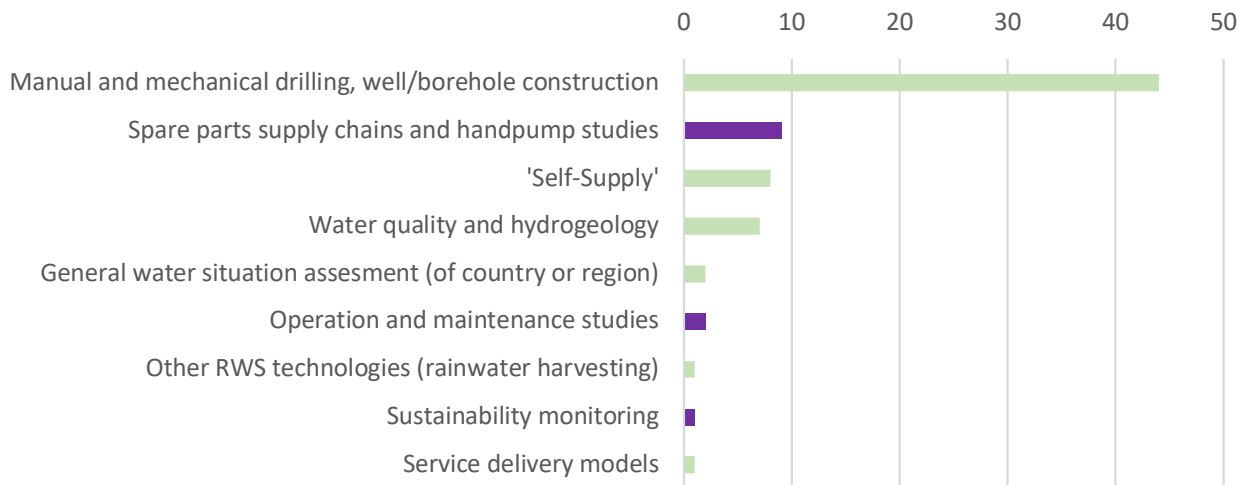 0 10 20 30 40 50
Manual and mechanical drilling, well/borehole construction
Spare parts supply chains and handpump studies
'Self-Supply'
Water quality and hydrogeology
General water situation assesment (of country or region)
Operation and maintenance studies
Other RWS technologies (rainwater harvesting)
Sustainability monitoring
Service delivery models